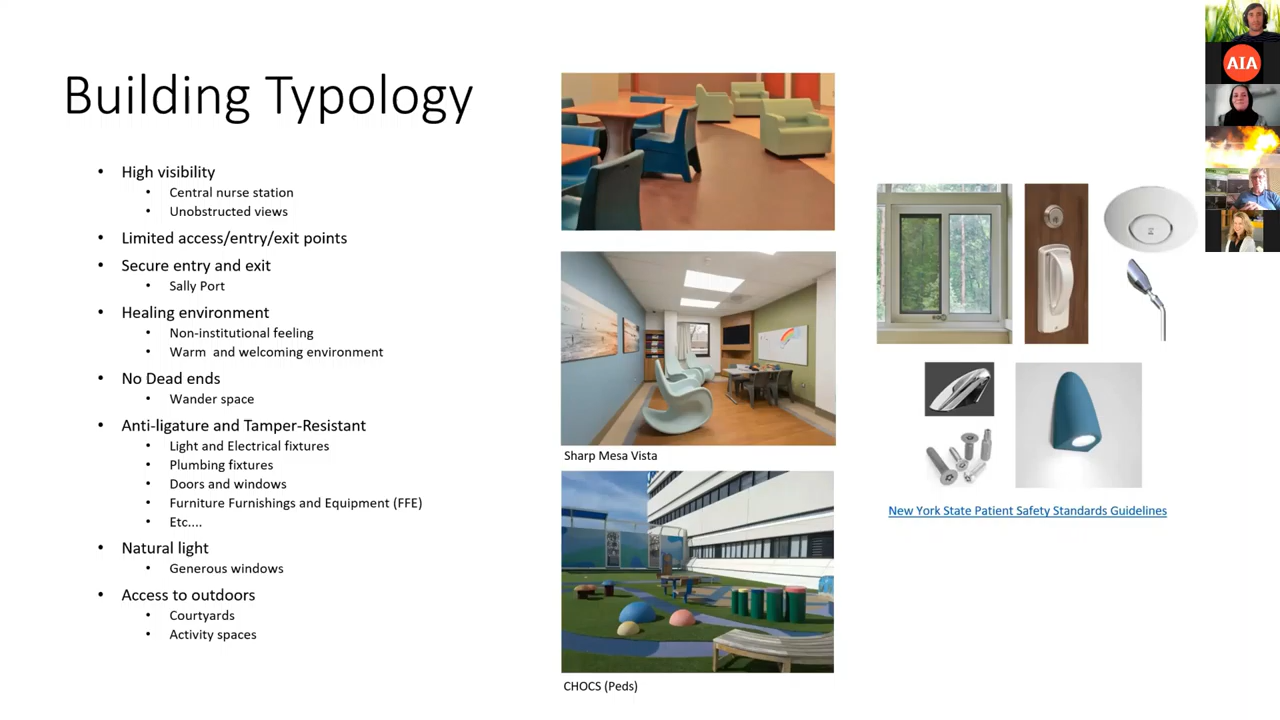 Building Typology
High visibility
Central nurse station
Unobstructed views
Limited access/entry/exit points
Secure entry and exit
Sally Port
Healing environment
Non-institutional feeling
Warm and welcoming environment
No Dead ends
Wander space
Anti-ligature and Tamper-Resistant
Light and Electrical fixtures
Plumbing fixtures
Doors and windows
Furniture Furnishings and Equipment (FFE)
Etc....
Natural light
Generous windows
Access to outdoors
Courtyards
Activity spaces
Sharp Mesa Vista
CHOCS (Peds)
New York State Patient Safety Standards Guidelines
AIA